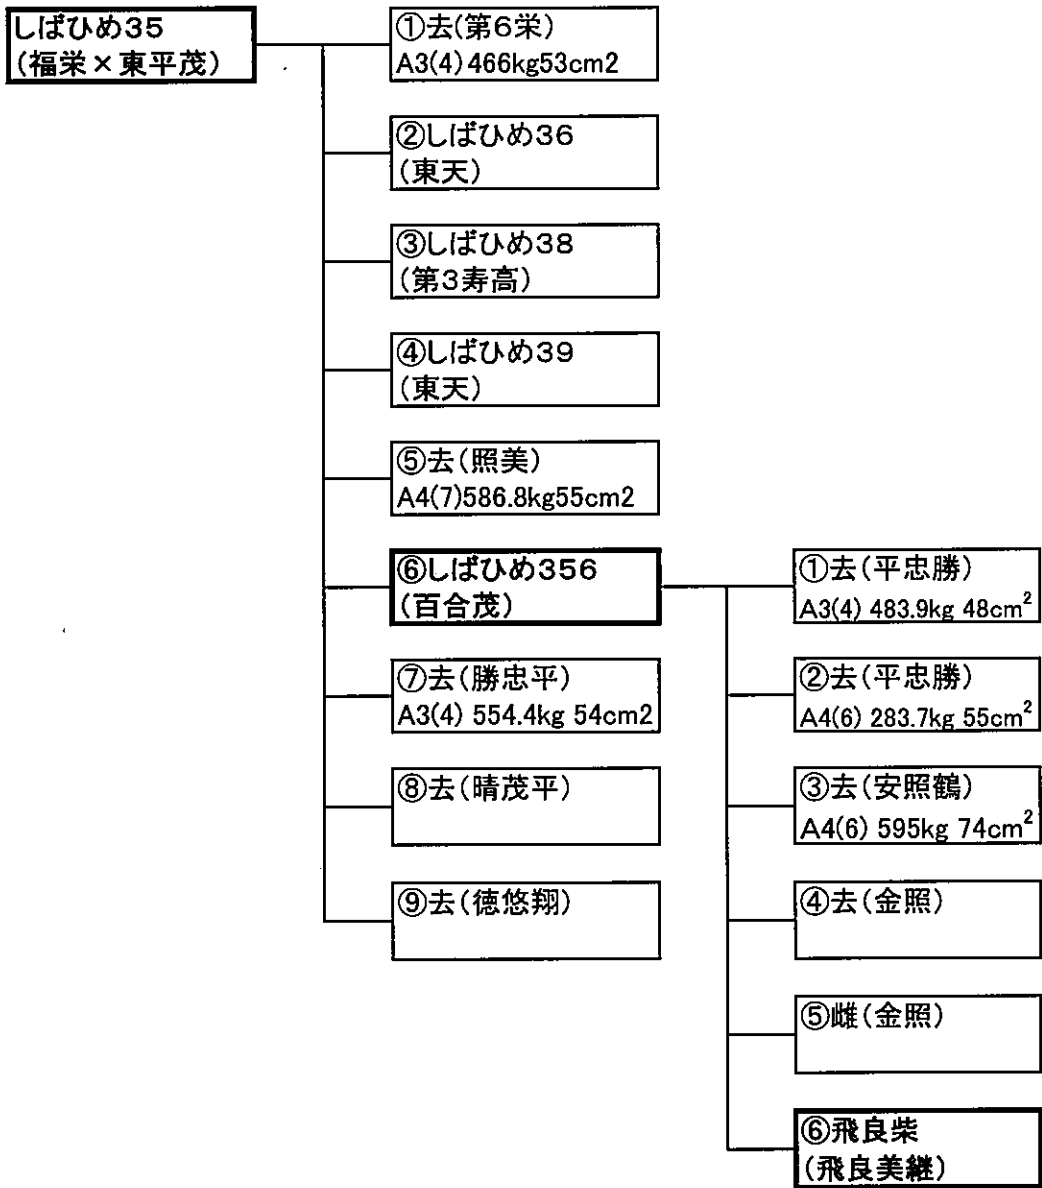 しばひめ35
(福栄×東平茂)
①去(第6栄)
A3(4) 466kg53cm2
②しばひめ36
(東天)
③しばひめ38
(第3寿高)
④しばひめ39
(東天)
⑤去(照美)
A4(7)586.8kg55cm2
⑥しばひめ356
(百合茂)
⑦去(勝忠平)
A3(4) 554.4kg 54cm2
⑧去(晴茂平)
⑨去(徳悠翔)
①去(平忠勝)
A3(4) 483.9kg 48cm²
②去(平忠勝)
A4(6) 283.7kg 55cm²
③去(安照鶴)
A4(6) 595kg 74cm²
④去(金照)
⑤雌(金照)
⑥飛良柴
(飛良美継)